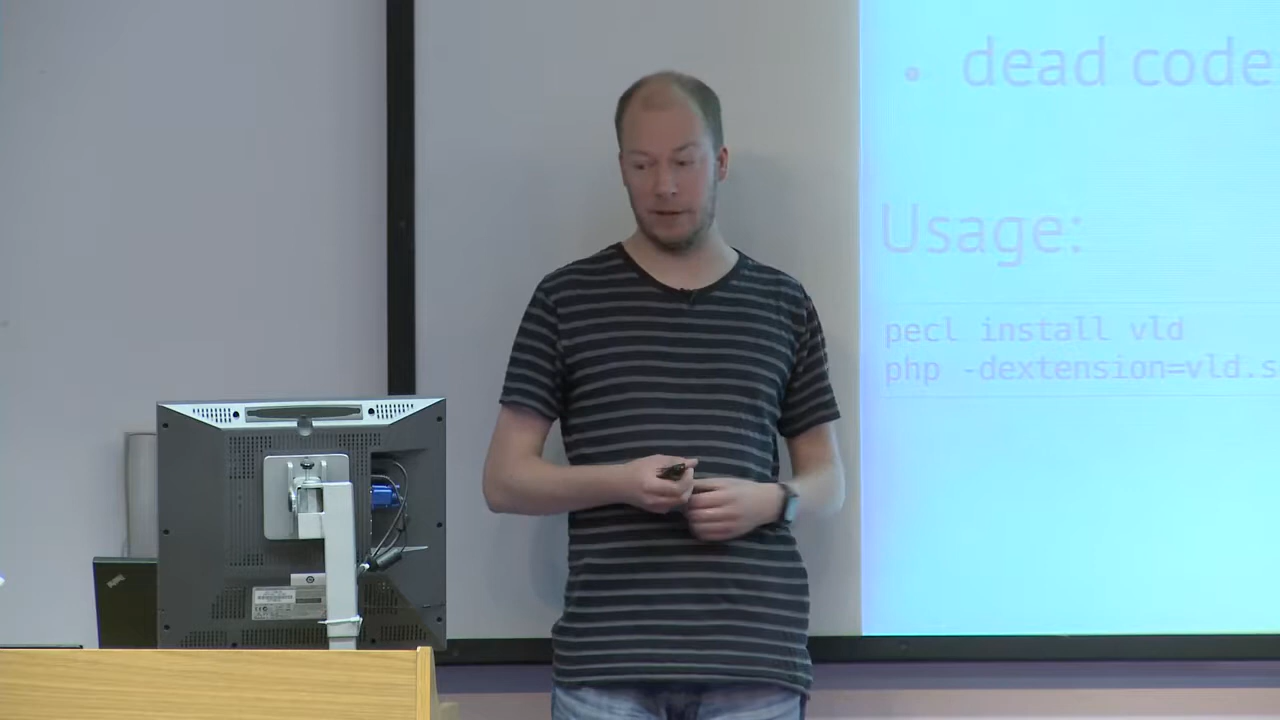 • dead code
Usage:
pecl install vld
php -dextension=vld.s